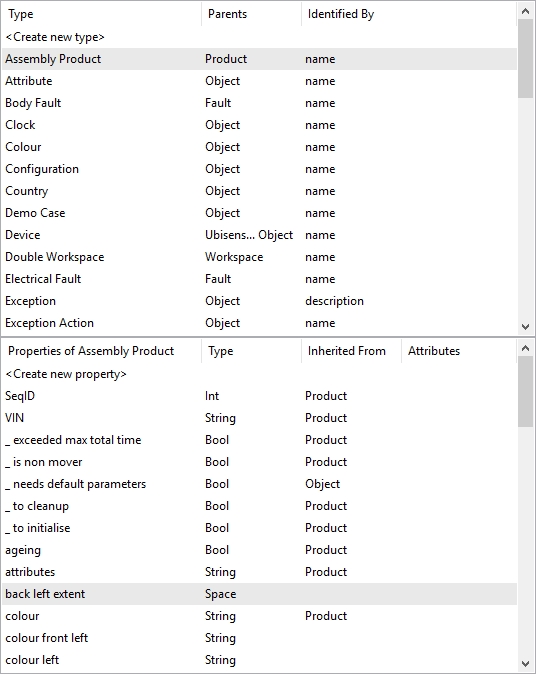 Type Parents Identified By
<Create new type>
Assembly Product Product name
Attribute Object name
Body Fault Fault name
Clock Object name
Colour Object name
Configuration Object name
Country Object name
Demo Case Object name
Device Ubisens... Object name
Double Workspace Workspace name
Electrical Fault Fault name
Exception Object description
Exception Action Object name
Properties of Assembly Product Type Inherited From Attributes
<Create new property>
SeqID Int Product
VIN String Product
_ exceeded max total time Bool Product
_ is non mover Bool Product
_ needs default parameters Bool Object
_ to cleanup Bool Product
_ to initialise Bool Product
ageing Bool Product
attributes String Product
back left extent Space
colour String Product
colour front left String
colour left String